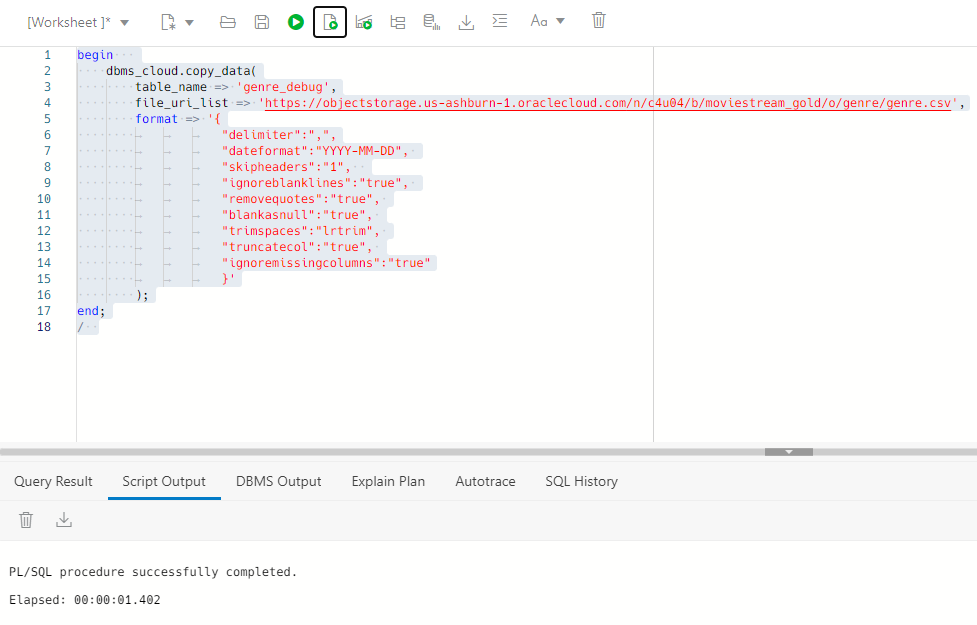 [Worksheet ]*
Aa
1 begin
2 dbms_cloud.copy_data(
3 table_name => 'genre_debug',
4 file_uri_list => 'https://objectstorage.us-ashburn-1.oraclecloud.com/n/c4u04/b/moviestream_gold/o/genre/genre.csv',
5 format => '{
6 "delimiter":",",
7 "dateformat":"YYYY-MM-DD",
8 "skipheaders":"1",
9 "ignoreblanklines":"true",
10 "removequotes":"true",
11 "blankasnull":"true",
12 "trimspaces":"lrtrim",
13 "truncatecol":"true",
14 "ignoremissingcolumns":"true"
15 }'
16 );
17 end;
18 /
Query Result Script Output DBMS Output Explain Plan Autotrace SQL History
PL/SQL procedure successfully completed.
Elapsed: 00:00:01.402